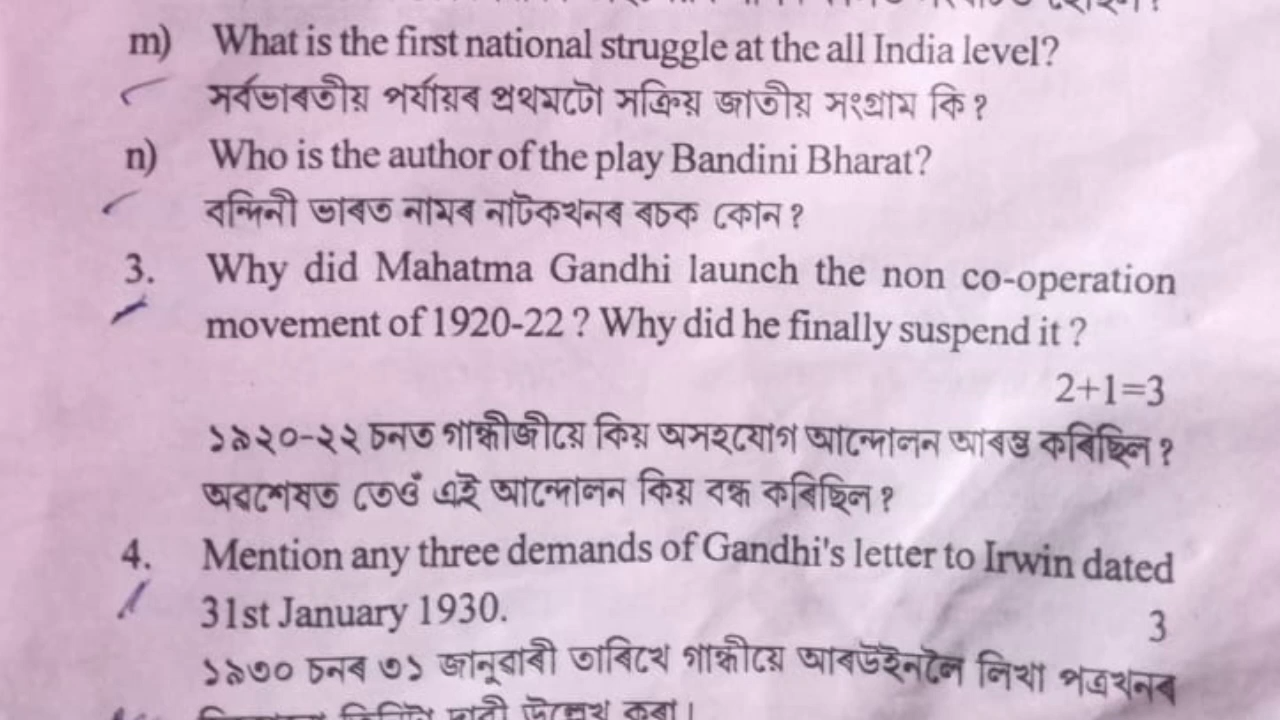 m) What is the first national struggle at the all India level?
সৰ্বভাৰতীয় পৰ্যায়ৰ প্ৰথমটো সক্ৰিয় জাতীয় সংগ্ৰাম কি ?
n) Who is the author of the play Bandini Bharat?
বন্দিনী ভাৰত নামৰ নাটকখনৰ ৰচক কোন ?
3. Why did Mahatma Gandhi launch the non co-operation
movement of 1920-22 ? Why did he finally suspend it ?
2+1=3
১৯২০-২২ চনত গান্ধীজীয়ে কিয় অসহযোগ আন্দোলন আৰম্ভ কৰিছিল ?
অৱশেষত তেওঁ এই আন্দোলন কিয় বন্ধ কৰিছিল ?
4. Mention any three demands of Gandhi's letter to Irwin dated
31st January 1930.
3
১৯৩০ চনৰ ৩১ জানুৱাৰী তাৰিখে গান্ধীয়ে আৰউইনলৈ লিখা পত্ৰখনৰ
তিনিটা দাবী উল্লেখ কৰা।